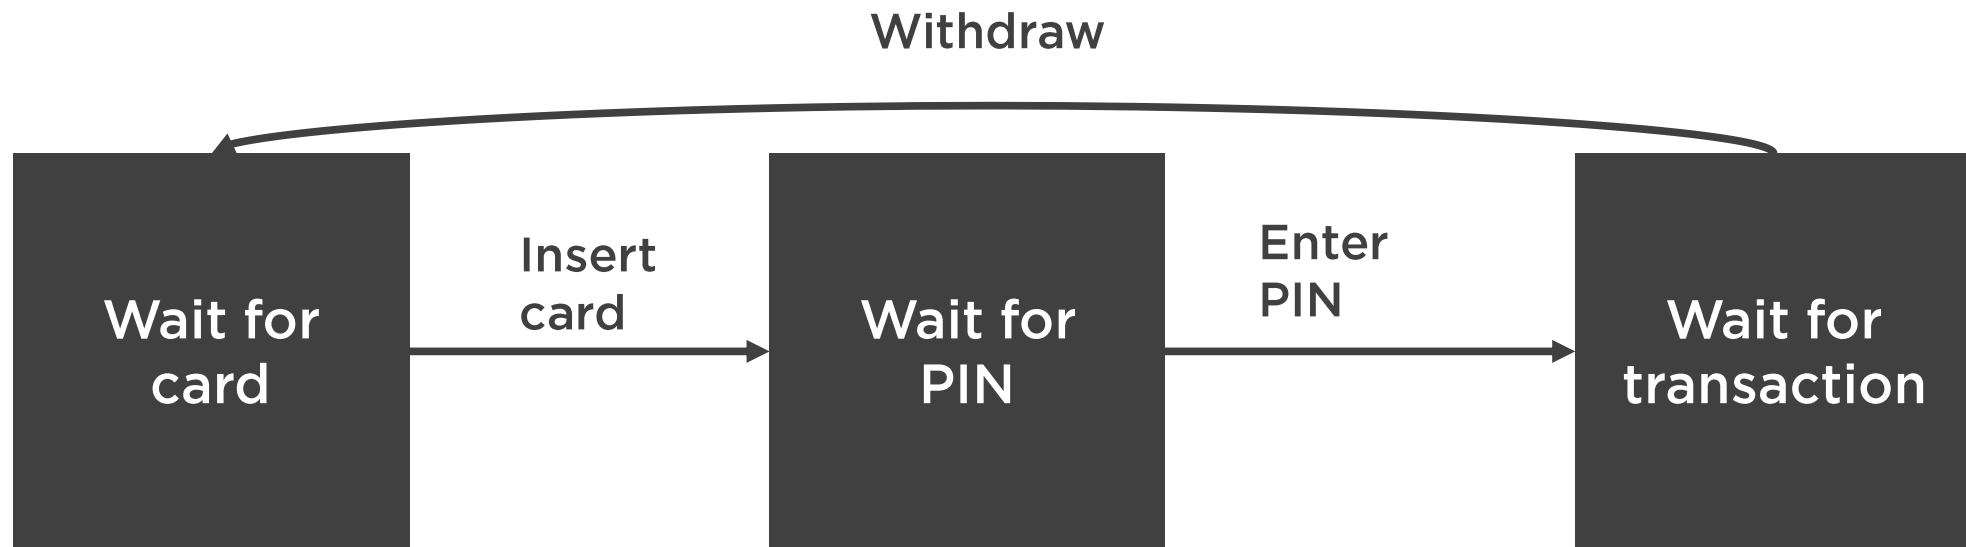 Withdraw
Wait for
card
Insert
card
Wait for
PIN
Enter
PIN
Wait for
transaction